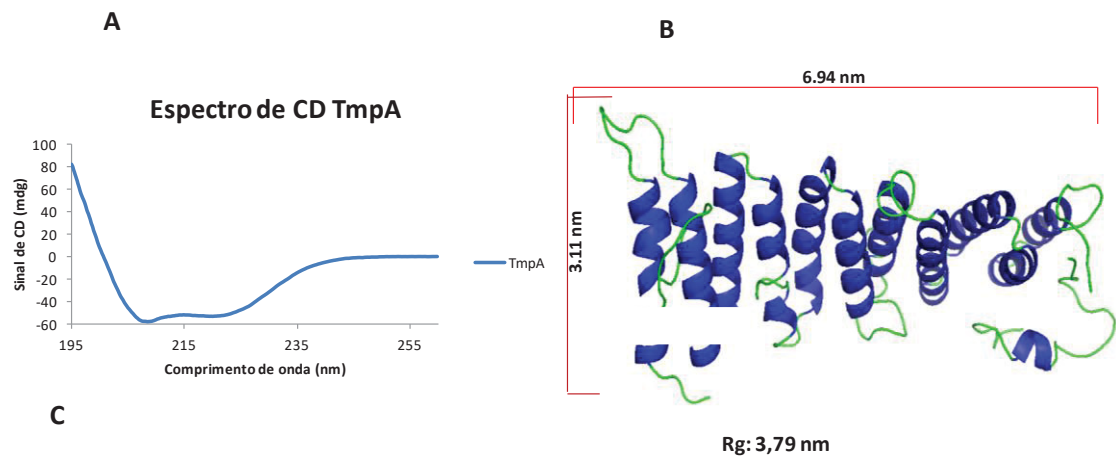 A
Espectro de CD TmpA
100
80
60
40
20
0
-20
-40
-60
Sinal de CD (mdg)
195
215
235
255
Comprimento de onda (nm)
TmpA
B
6.94 nm
3.11 nm
Rg: 3,79 nm
C